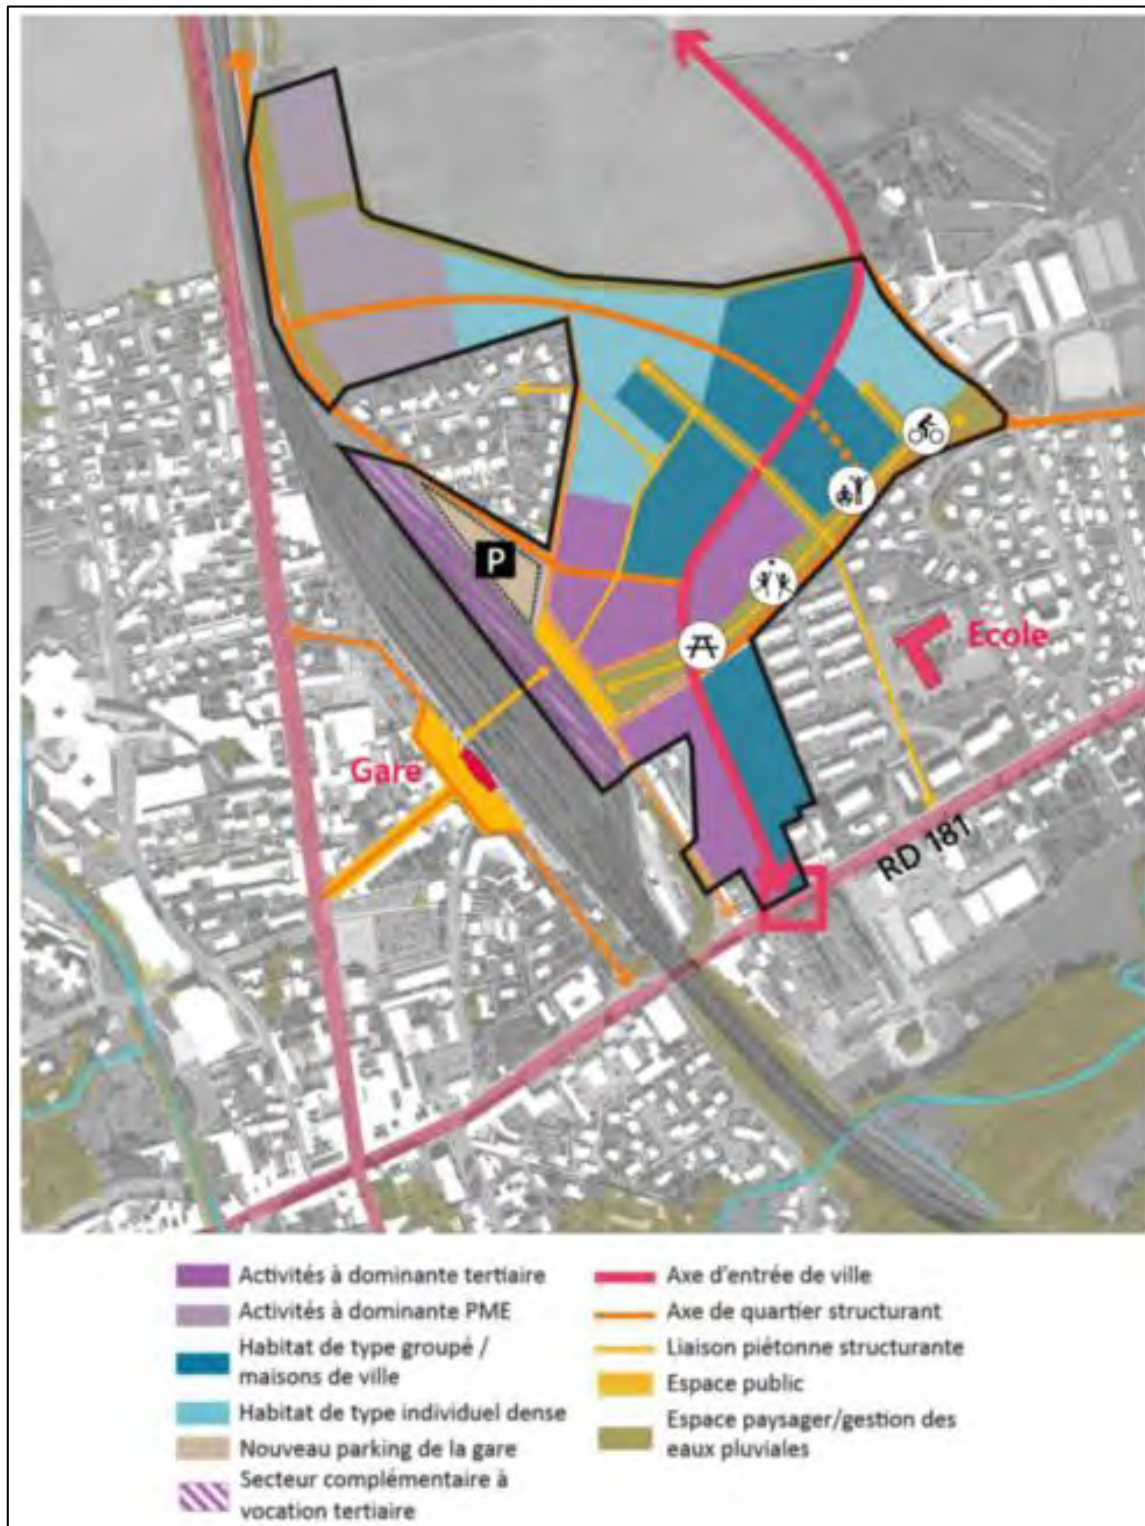 P
Ecole
Gare
RD 181
Activités à dominante tertiaire
Activités à dominante PME
Habitat de type groupé /
maisons de ville
Habitat de type individuel dense
Nouveau parking de la gare
Secteur complémentaire à
vocation tertiaire
Axe d'entrée de ville
Axe de quartier structurant
Liaison piétonne structurante
Espace public
Espace paysager/gestion des
eaux pluviales